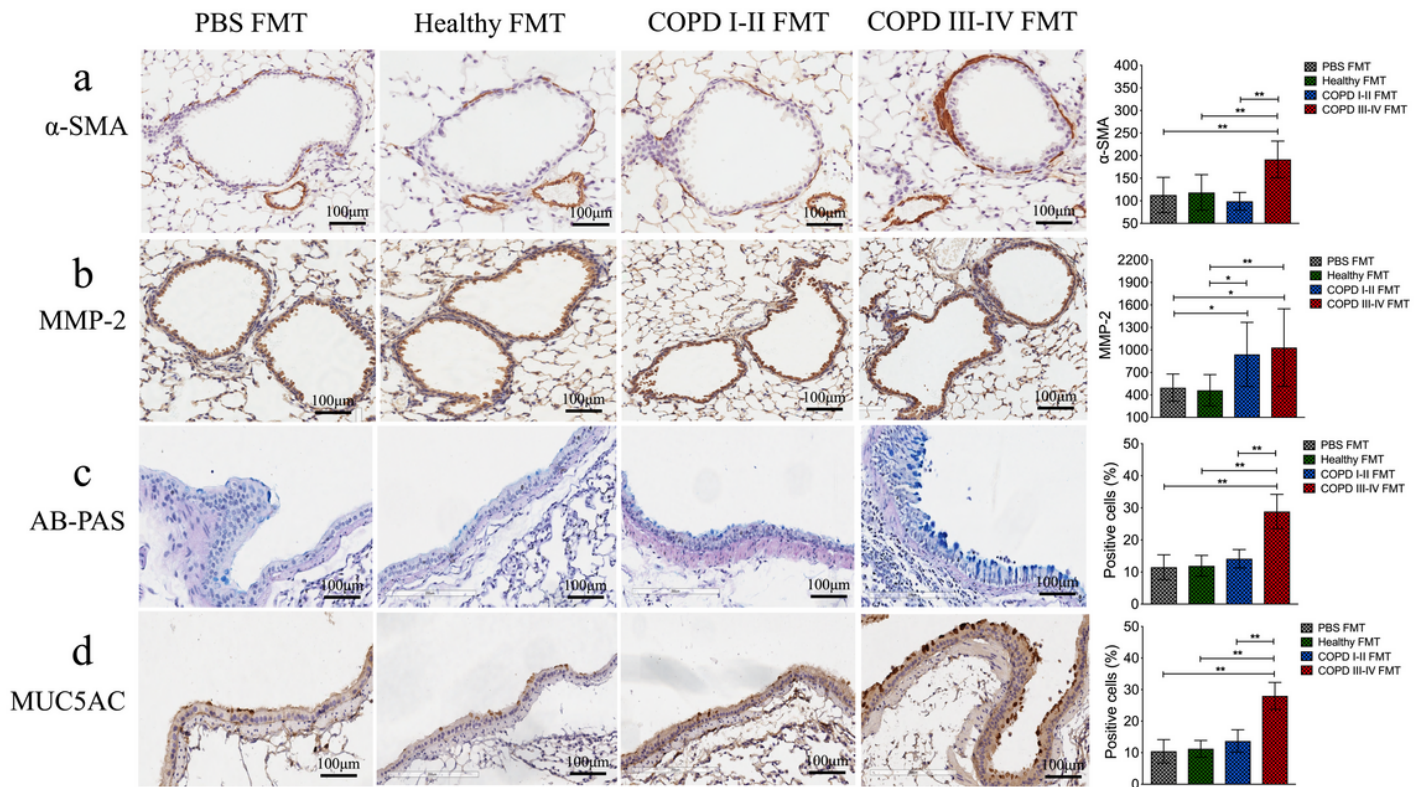 PBS FMT Healthy FMT COPD I-II FMT COPD III-IV FMT
a
α-SMA
100μm 100μm 100μm 100μm
α-SMA
400
350
300
250
200
150
100
50
** 
**
**
PBS FMT
Healthy FMT
COPD I-II FMT
COPD III-IV FMT
b
MMP-2
100μm 100μm 100μm 100μm
MMP-2
2200
1900
1600
1300
1000
700
400
100
**
*
*
*
PBS FMT
Healthy FMT
COPD I-II FMT
COPD III-IV FMT
c
AB-PAS
100μm 100μm 100μm 100μm
Positive cells (%)
50
40
30
20
10
0
**
**
**
PBS FMT
Healthy FMT
COPD I-II FMT
COPD III-IV FMT
d
MUC5AC
100μm 100μm 100μm 100μm
Positive cells (%)
50
40
30
20
10
0
**
**
**
PBS FMT
Healthy FMT
COPD I-II FMT
COPD III-IV FMT